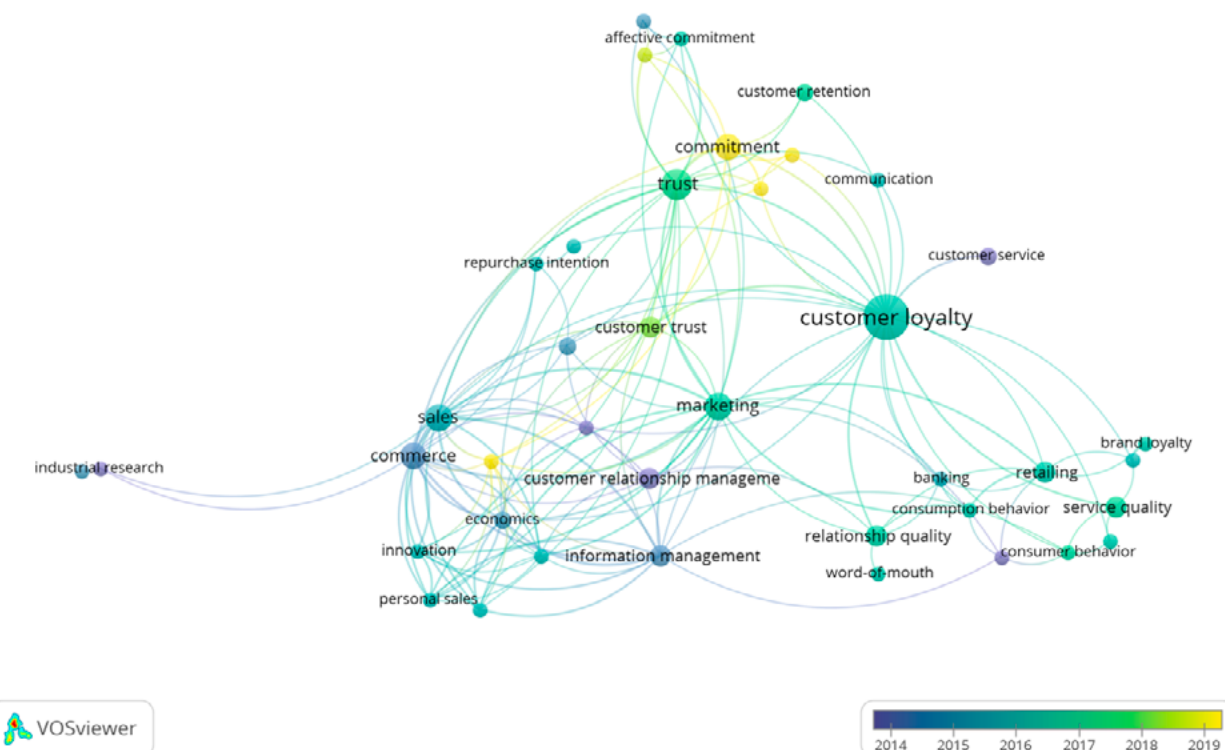 affective commitment
customer retention
commitment
communication
trust
customer service
repurchase intention
customer loyalty
customer trust
marketing
sales
brand loyalty
commerce
industrial research
retailing
customer relationship manageme
banking
consumption behavior
service quality
economics
relationship quality
innovation
information management
consumer behavior
word-of-mouth
personal sales
VOSviewer
2014 2015 2016 2017 2018 2019